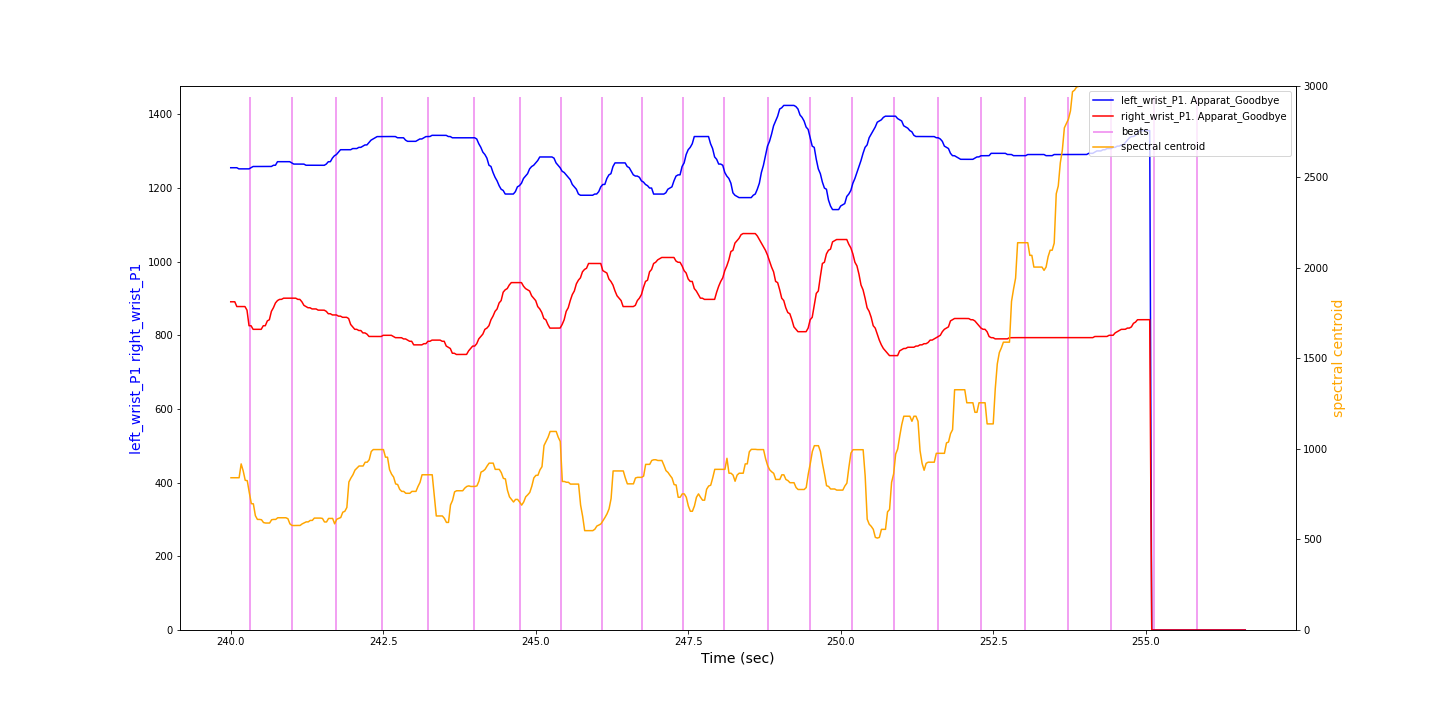 left_wrist_P1. Apparat_Goodbye
right_wrist_P1. Apparat_Goodbye
beats
spectral centroid
1400
1200
1000
800
600
400
200
0
left_wrist_P1 right_wrist_P1
3000
2500
2000
1500
1000
500
0
spectral centroid
240.0 242.5 245.0 247.5 250.0 252.5 255.0
Time (sec)